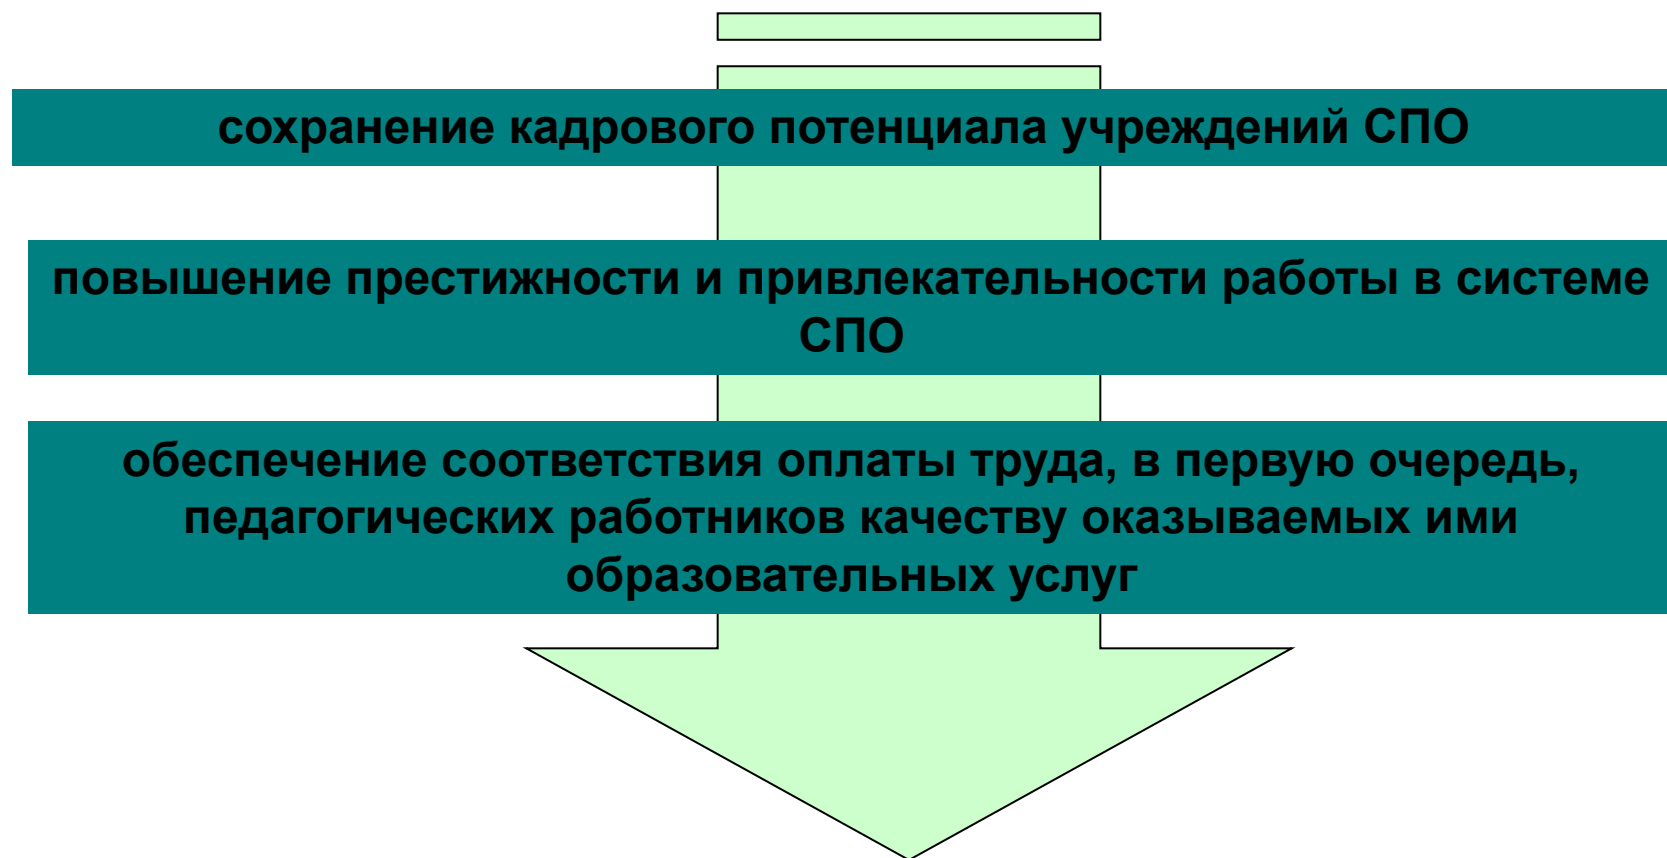 сохранение кадрового потенциала учреждений СПО
повышение престижности и привлекательности работы в системе
СПО
обеспечение соответствия оплаты труда, в первую очередь,
педагогических работников качеству оказываемых ими
образовательных услуг